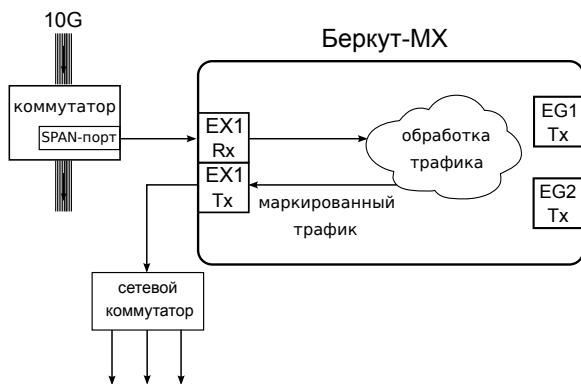 10G
Беркут-MX
коммутатор
SPAN-порт
EX1
Rx
EX1
Tx
обработка
трафика
EG1
Tx
EG2
Tx
маркированный
трафик
сетевой
коммутатор